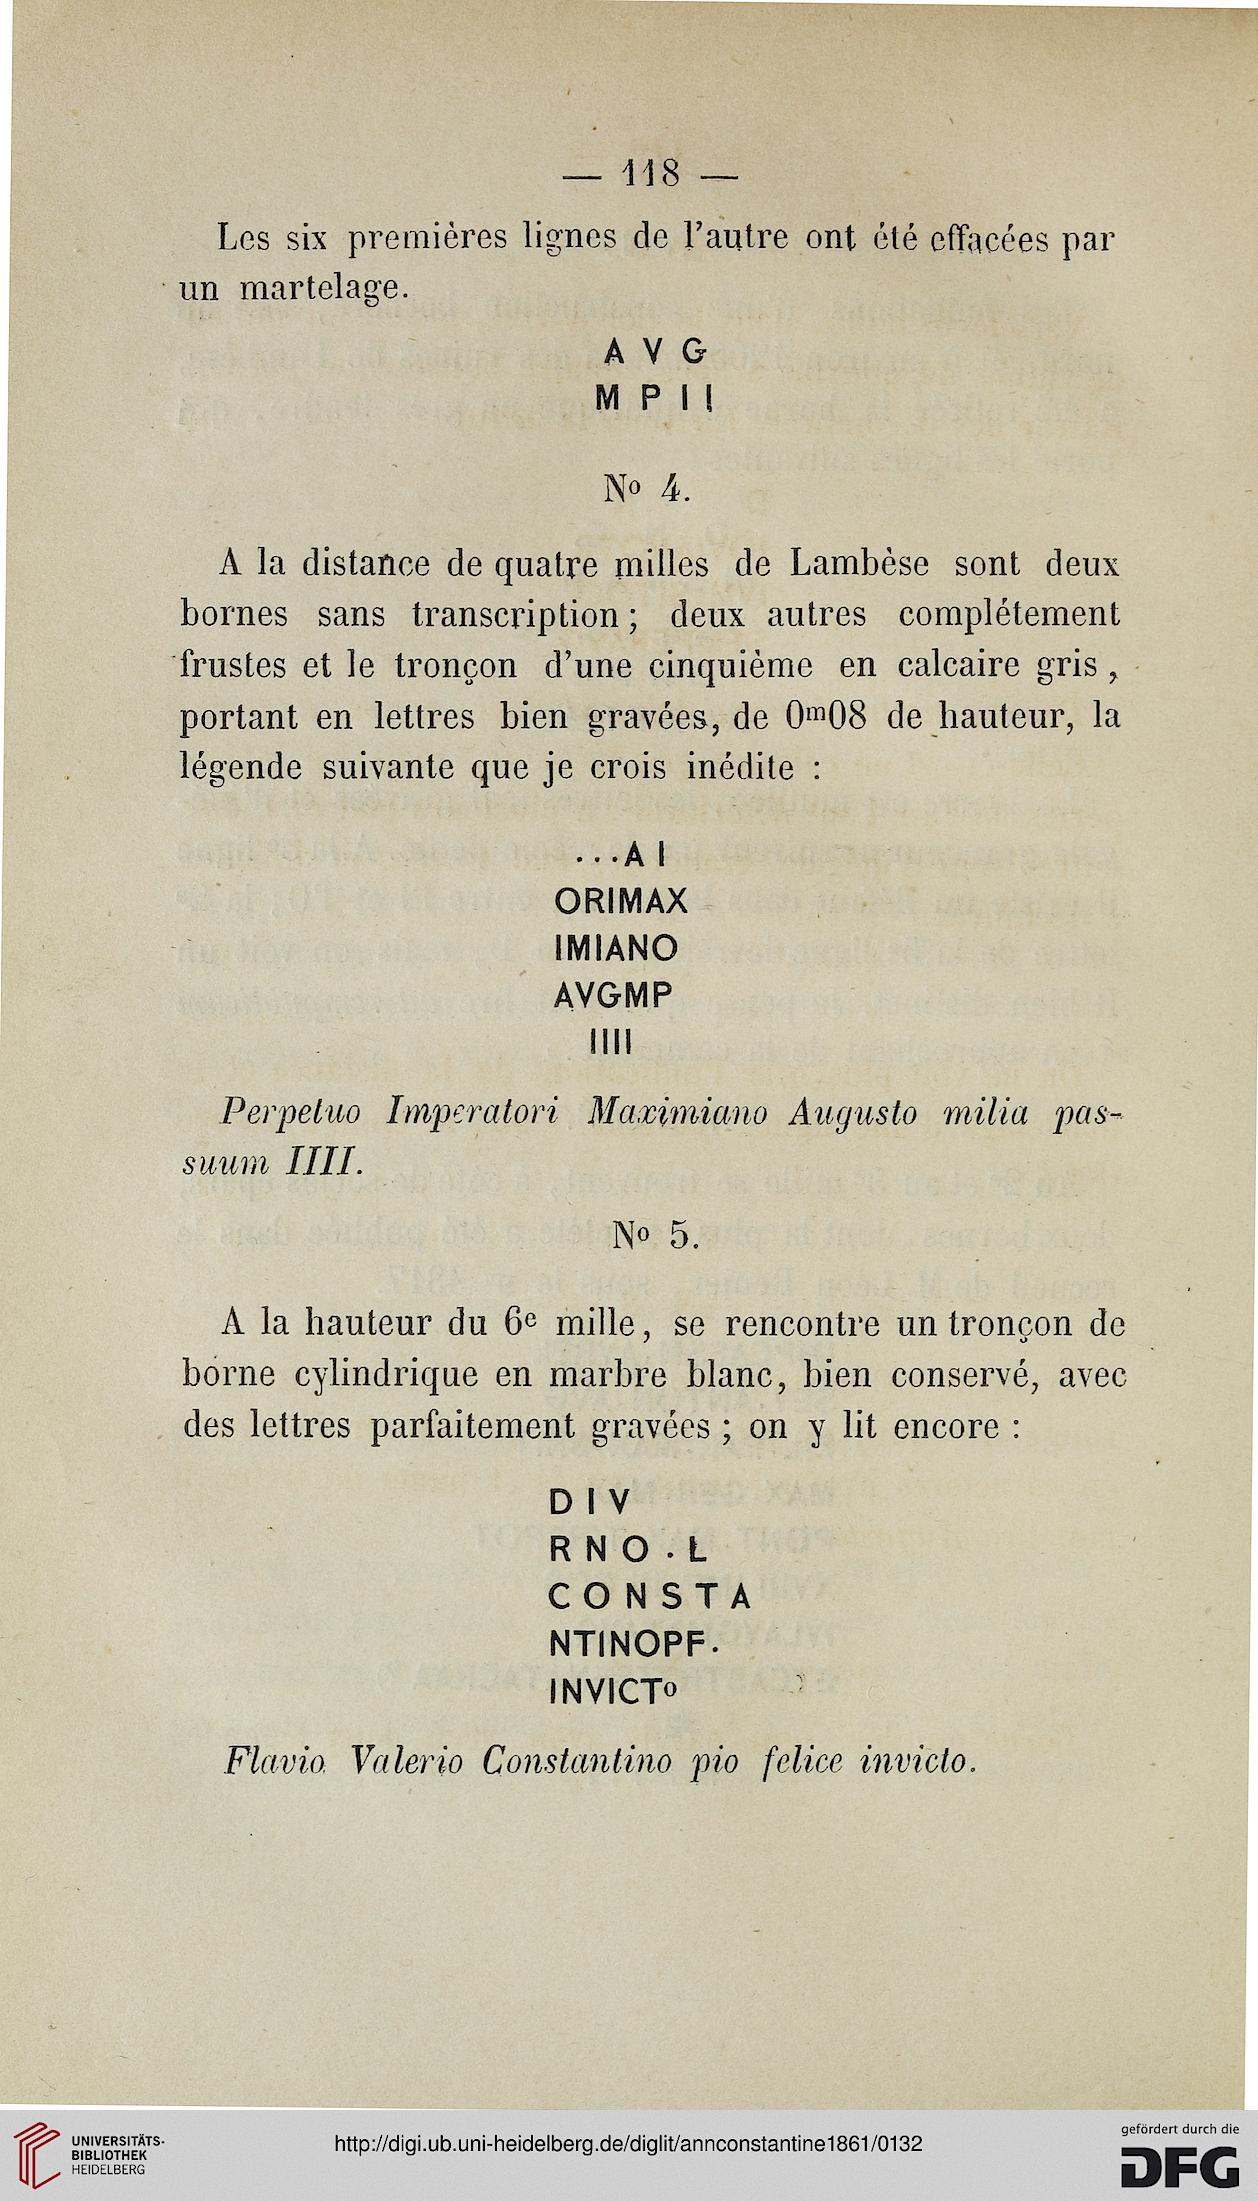 — 118 —
Les six premières lignes de l'autre ont été effacées par
un martelage.
A V G
M P I I
Nº 4.
A la distance de quatre milles de Lambèse sont deux
bornes sans transcription ; deux autres complétement
frustes et le tronçon d'une cinquième en calcaire gris ,
portant en lettres bien gravées, de 0ᵐ08 de hauteur, la
légende suivante que je crois inédite :
...A I
ORIMAX
IMIANO
AVGMP
IIII
Perpetuo Imperatori Maximiano Augusto milia pas-
suum IIII.
Nº 5.
A la hauteur du 6ᵉ mille, se rencontre un tronçon de
borne cylindrique en marbre blanc, bien conservé, avec
des lettres parfaitement gravées ; on y lit encore :
D I V
R N O . L
C O N S T A
NTINOPF.
INVICTº
Flavio Valerio Constantino pio felice invicto.
UNIVERSITÄTS-
BIBLIOTHEK
HEIDELBERG
http://digi.ub.uni-heidelberg.de/diglit/annconstantine1861/0132
gefördert durch die
DFG